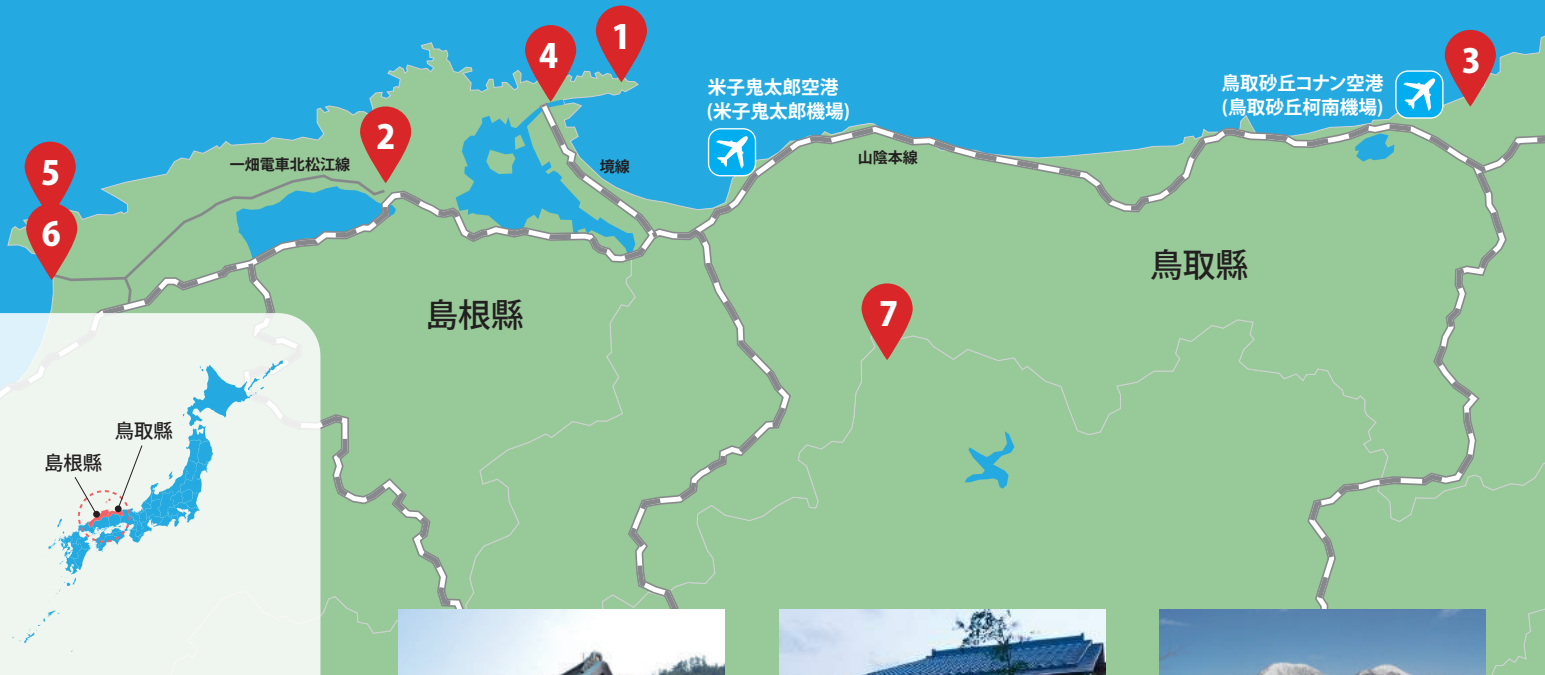 1
4
3
米子鬼太郎空港
(米子鬼太郎機場)
鳥取砂丘コナン空港
(鳥取砂丘柯南機場)
2
一畑電車北松江線
境線
山陰本線
5
6
島根縣
鳥取縣
7
鳥取縣
島根縣